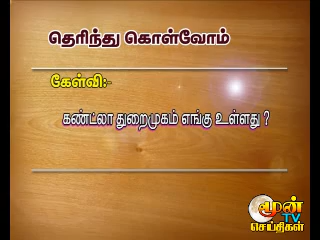 தெரிந்து கொள்வோம்
கேள்வி:-
கண்ட்லா துறைமுகம் எங்கு உள்ளது ?
மூன்
TV
செய்திகள்